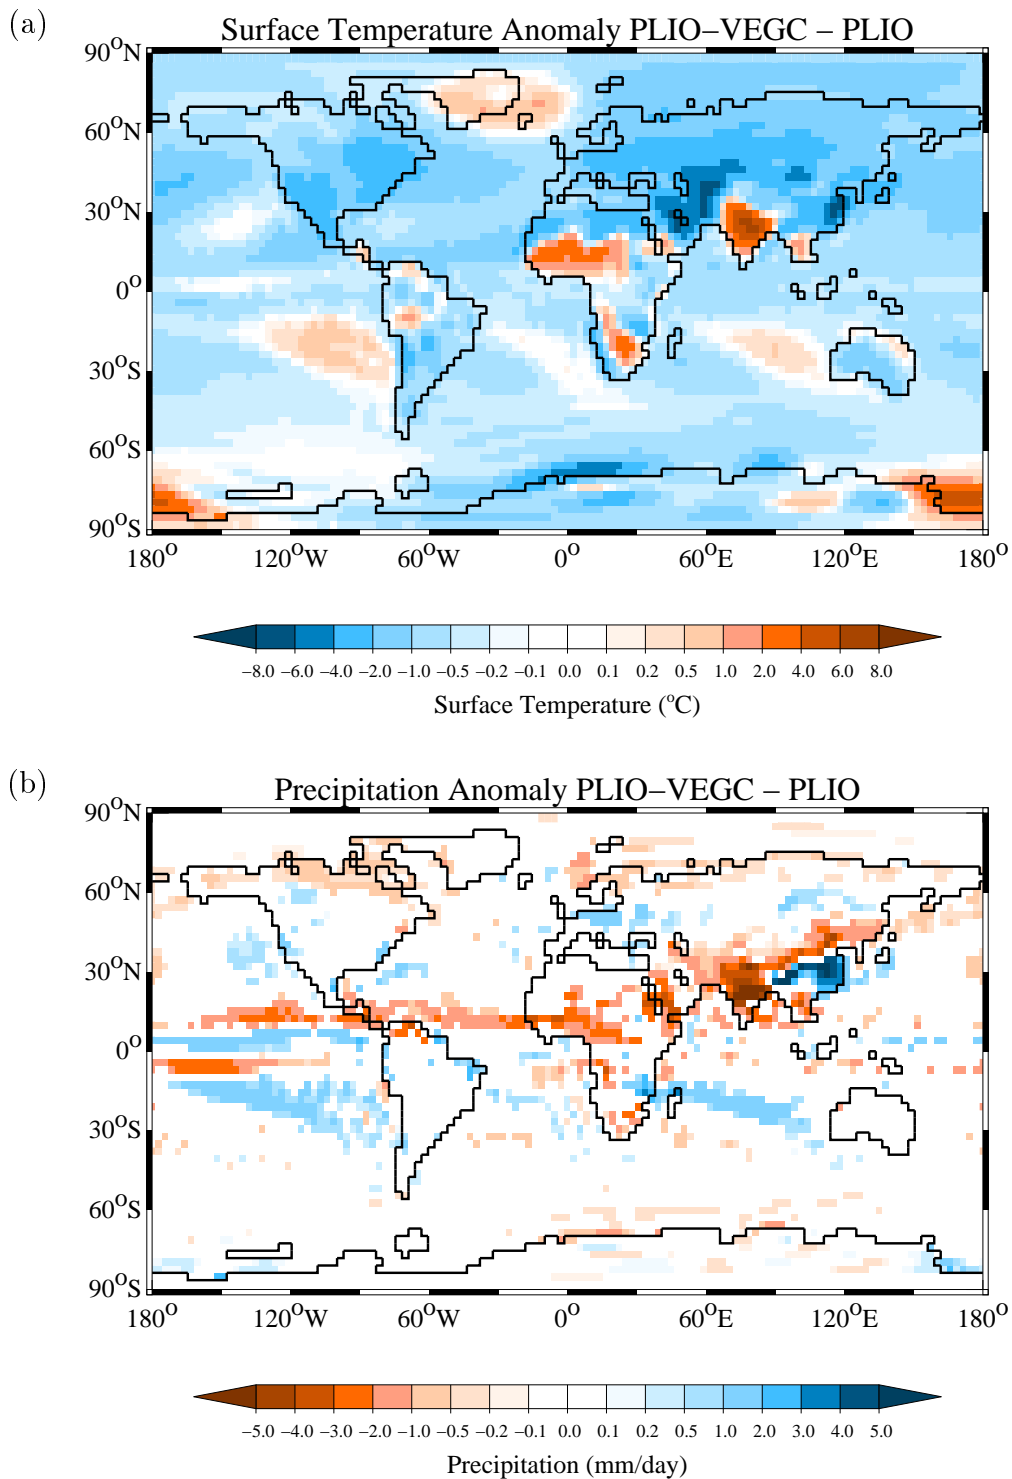 (a)
Surface Temperature Anomaly PLIO−VEGC − PLIO
90°N
60°N
30°N
0°
30°S
60°S
90°S
180° 120°W 60°W 0° 60°E 120°E 180°
−8.0 −6.0 −4.0 −2.0 −1.0 −0.5 −0.2 −0.1 0.0 0.1 0.2 0.5 1.0 2.0 4.0 6.0 8.0
Surface Temperature (°C)
(b)
Precipitation Anomaly PLIO−VEGC − PLIO
90°N
60°N
30°N
0°
30°S
60°S
90°S
180° 120°W 60°W 0° 60°E 120°E 180°
−5.0 −4.0 −3.0 −2.0 −1.0 −0.5 −0.2 −0.1 0.0 0.1 0.2 0.5 1.0 2.0 3.0 4.0 5.0
Precipitation (mm/day)